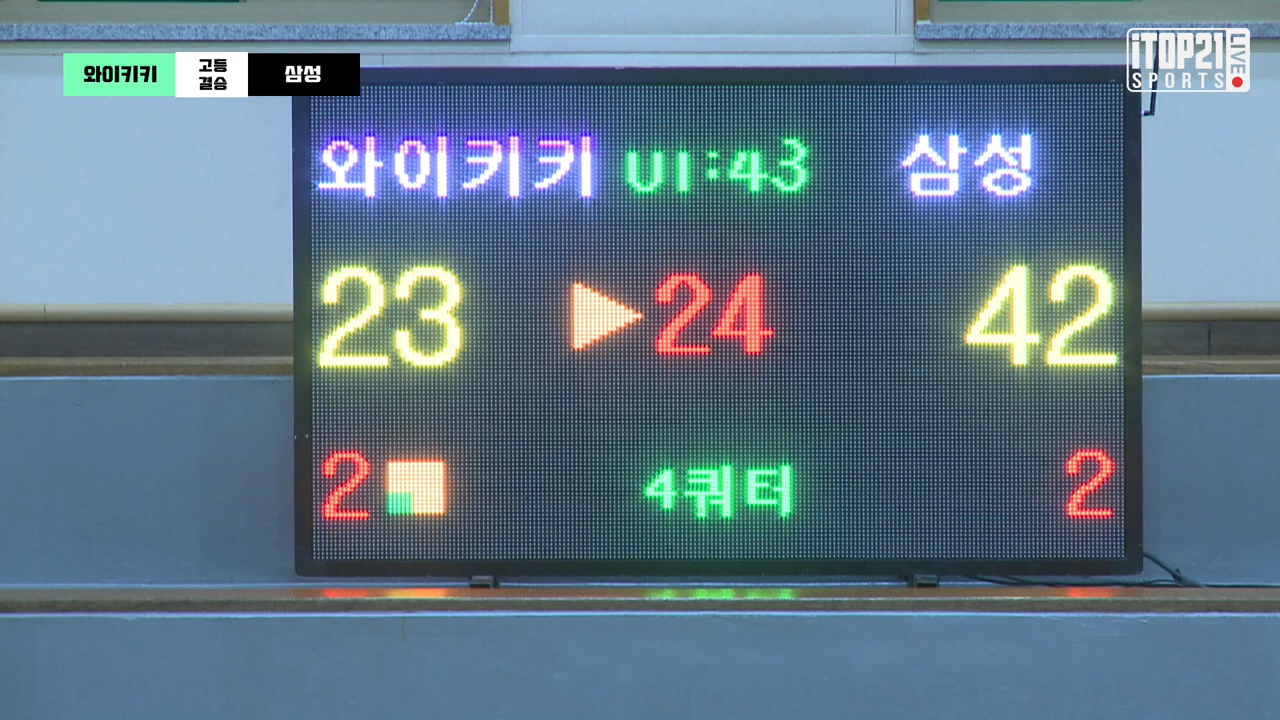 와이키키 고등 결승 삼성
iTOP21 SPORTS LIVE
와이키키 01:43 삼성
23 24 42
2 4쿼터 2